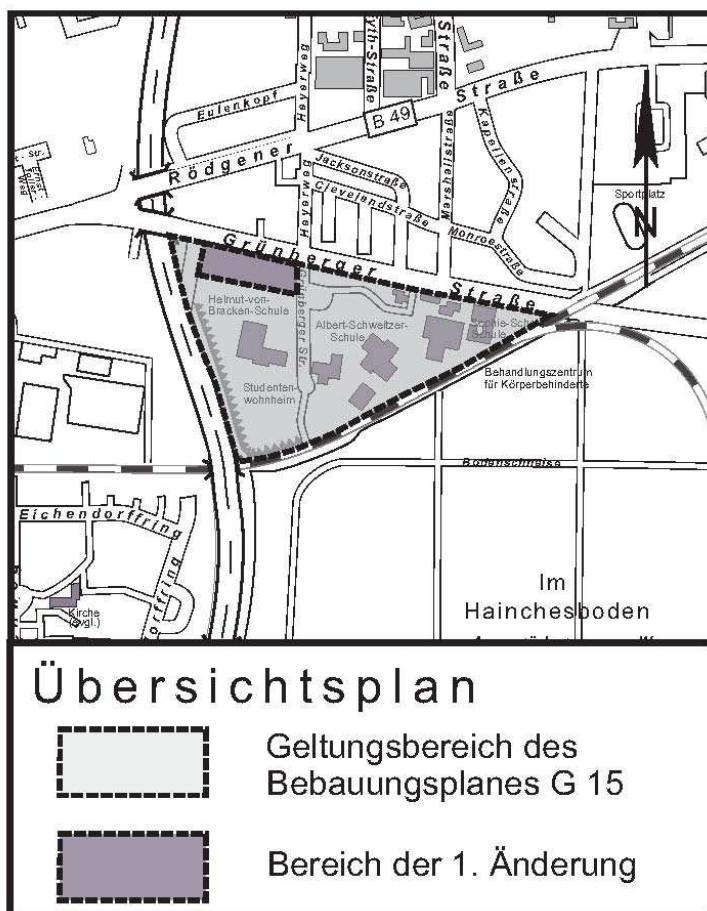 Straße
Heyerweg
Eulenkopf
B 49
Straße
Rödgener
Jacksonstraße
Clevelandstraße
Marshallstraße
Kapellenstraße
Monroestraße
Heyerweg
Sportplatz
N
Grünberger
Straße
Helmut-von-
Bracken-Schule
Albert-Schweitzer-
Schule
Studenten-
wohnheim
Behandlungszentrum
für Körperbehinderte
Bodenschneise
Eichendorffring
Kirche
(evgl.)
Im
Hainchesboden
Übersichtsplan
Geltungsbereich des
Bebauungsplanes G 15
Bereich der 1. Änderung